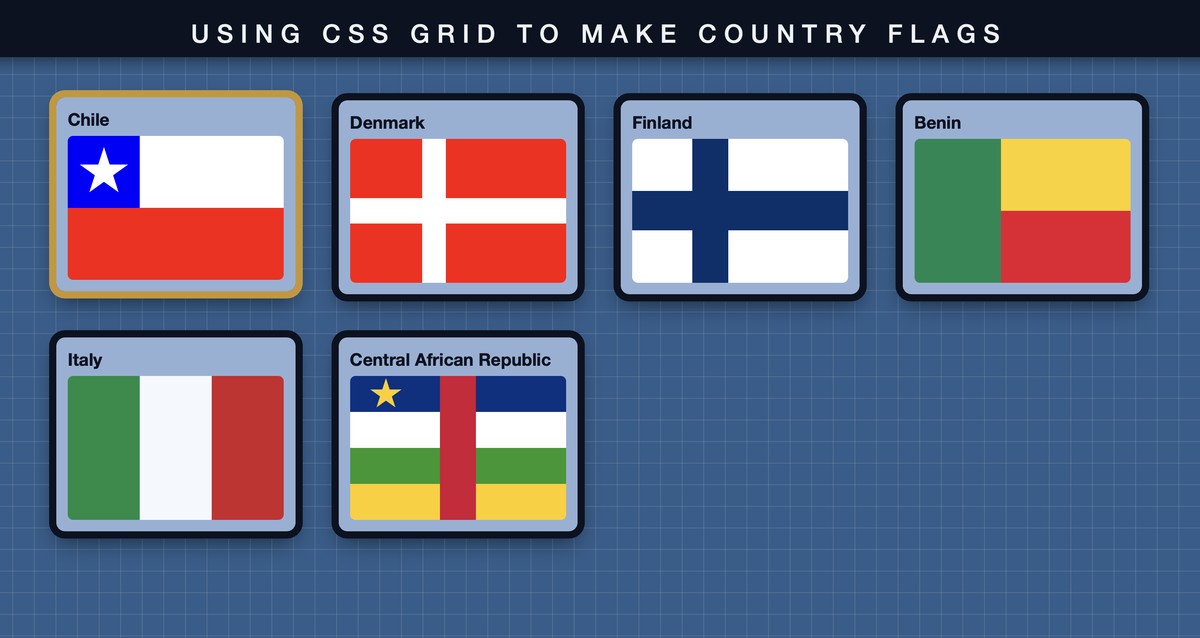 USING CSS GRID TO MAKE COUNTRY FLAGS
Chile
Denmark
Finland
Benin
Italy
Central African Republic